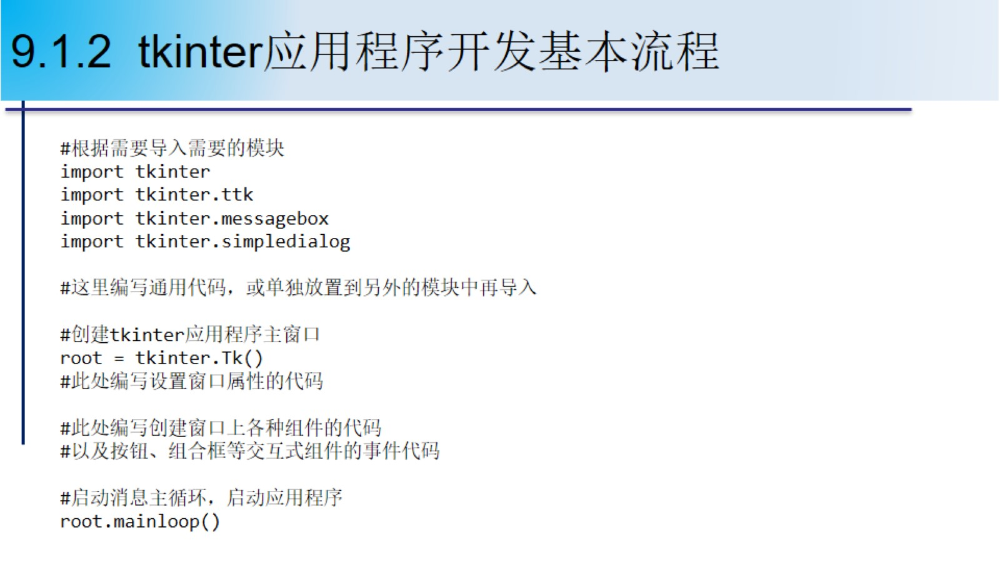 9.1.2 tkinter应用程序开发基本流程
#根据需要导入需要的模块
import tkinter
import tkinter.ttk
import tkinter.messagebox
import tkinter.simpledialog
#这里编写通用代码，或单独放置到另外的模块中再导入
#创建tkinter应用程序主窗口
root = tkinter.Tk()
#此处编写设置窗口属性的代码
#此处编写创建窗口上各种组件的代码
#以及按钮、组合框等交互式组件的事件代码
#启动消息主循环，启动应用程序
root.mainloop()